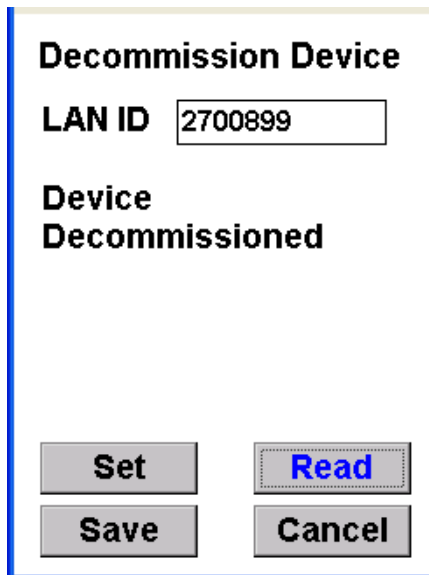 Decommission Device
LAN ID 2700899
Device
Decommissioned
Set Read
Save Cancel